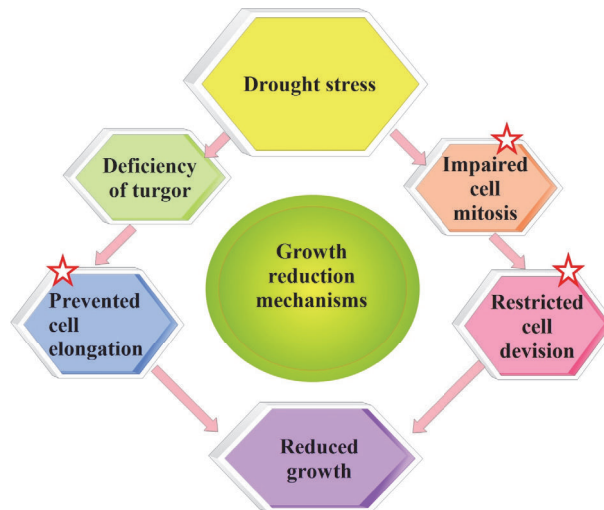 Drought stress
Deficiency
of turgor
Impaired
cell
mitosis
Growth
reduction
mechanisms
Prevented
cell
elongation
Restricted
cell
devision
Reduced
growth